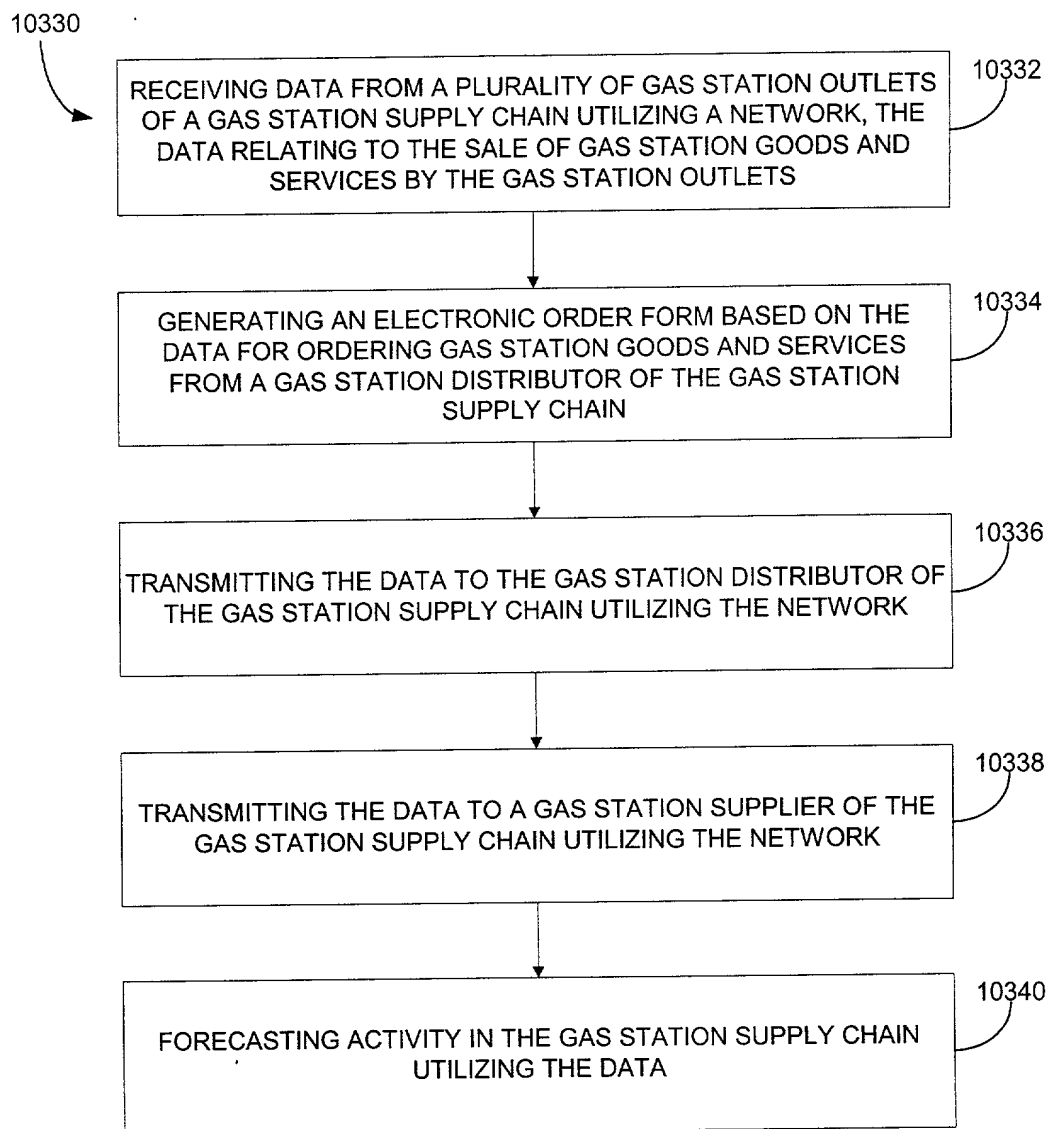 10330
10332
RECEIVING DATA FROM A PLURALITY OF GAS STATION OUTLETS
OF A GAS STATION SUPPLY CHAIN UTILIZING A NETWORK, THE
DATA RELATING TO THE SALE OF GAS STATION GOODS AND
SERVICES BY THE GAS STATION OUTLETS
10334
GENERATING AN ELECTRONIC ORDER FORM BASED ON THE
DATA FOR ORDERING GAS STATION GOODS AND SERVICES
FROM A GAS STATION DISTRIBUTOR OF THE GAS STATION
SUPPLY CHAIN
10336
TRANSMITTING THE DATA TO THE GAS STATION DISTRIBUTOR OF
THE GAS STATION SUPPLY CHAIN UTILIZING THE NETWORK
10338
TRANSMITTING THE DATA TO A GAS STATION SUPPLIER OF THE
GAS STATION SUPPLY CHAIN UTILIZING THE NETWORK
10340
FORECASTING ACTIVITY IN THE GAS STATION SUPPLY CHAIN
UTILIZING THE DATA